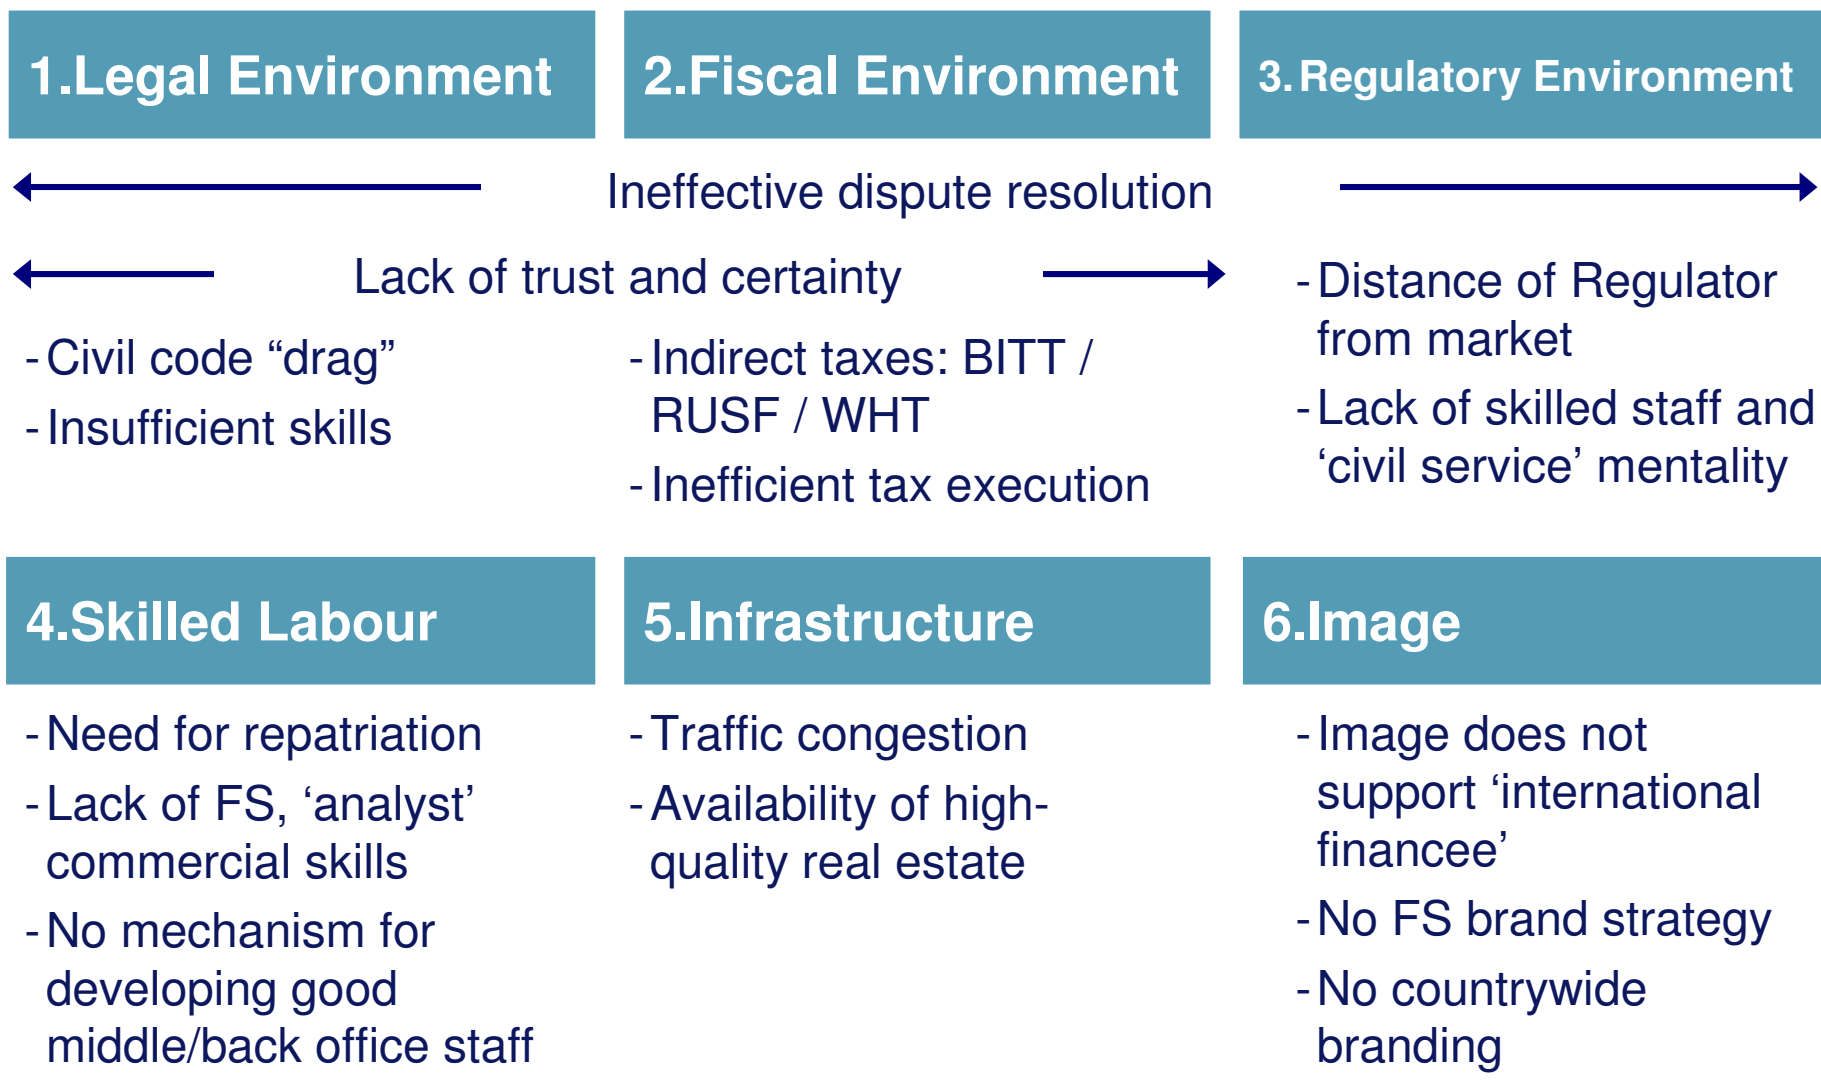 1.Legal Environment
2.Fiscal Environment
3.Regulatory Environment
Ineffective dispute resolution
Lack of trust and certainty
-Civil code “drag”
-Insufficient skills
-Indirect taxes: BITT /
RUSF / WHT
-Inefficient tax execution
-Distance of Regulator
from market
-Lack of skilled staff and
‘civil service’ mentality
4.Skilled Labour
-Need for repatriation
-Lack of FS, ‘analyst’
commercial skills
-No mechanism for
developing good
middle/back office staff
5.Infrastructure
-Traffic congestion
-Availability of high-
quality real estate
6.Image
-Image does not
support ‘international
financee’
-No FS brand strategy
-No countrywide
branding